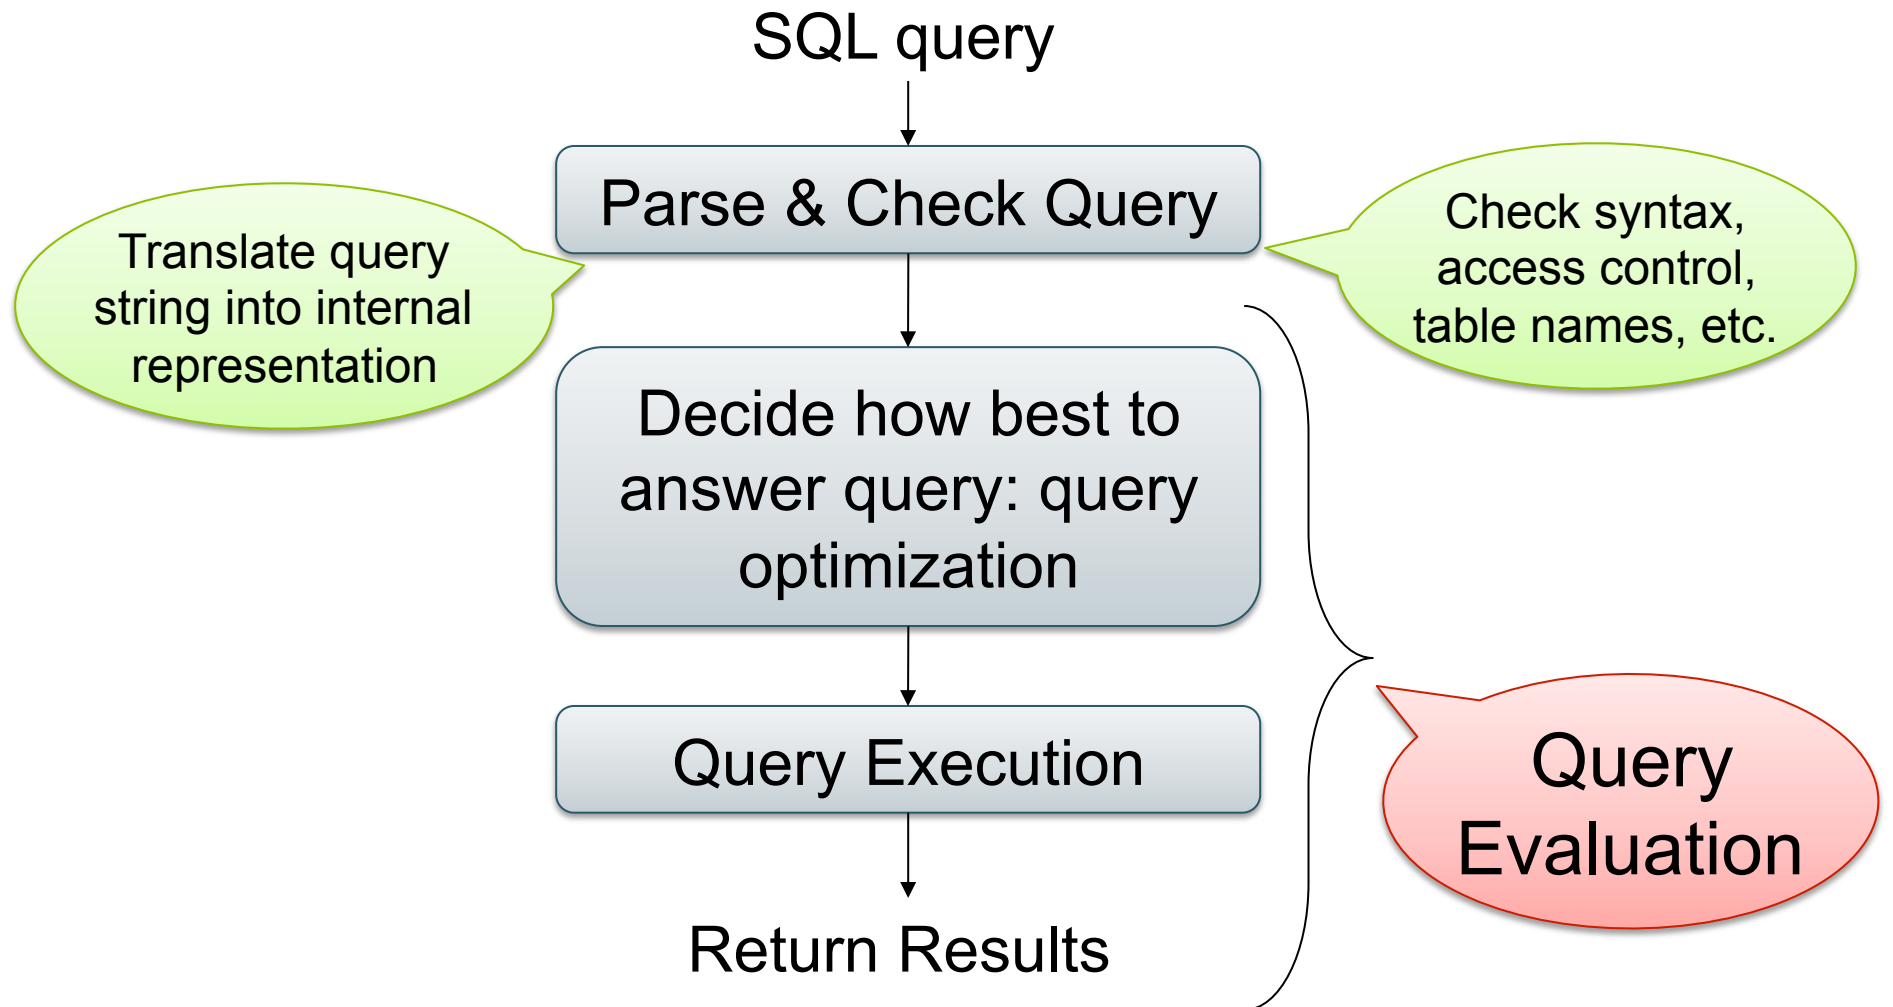 SQL query
Parse & Check Query
Translate query
string into internal
representation
Check syntax,
access control,
table names, etc.
Decide how best to
answer query: query
optimization
Query Execution
Query
Evaluation
Return Results